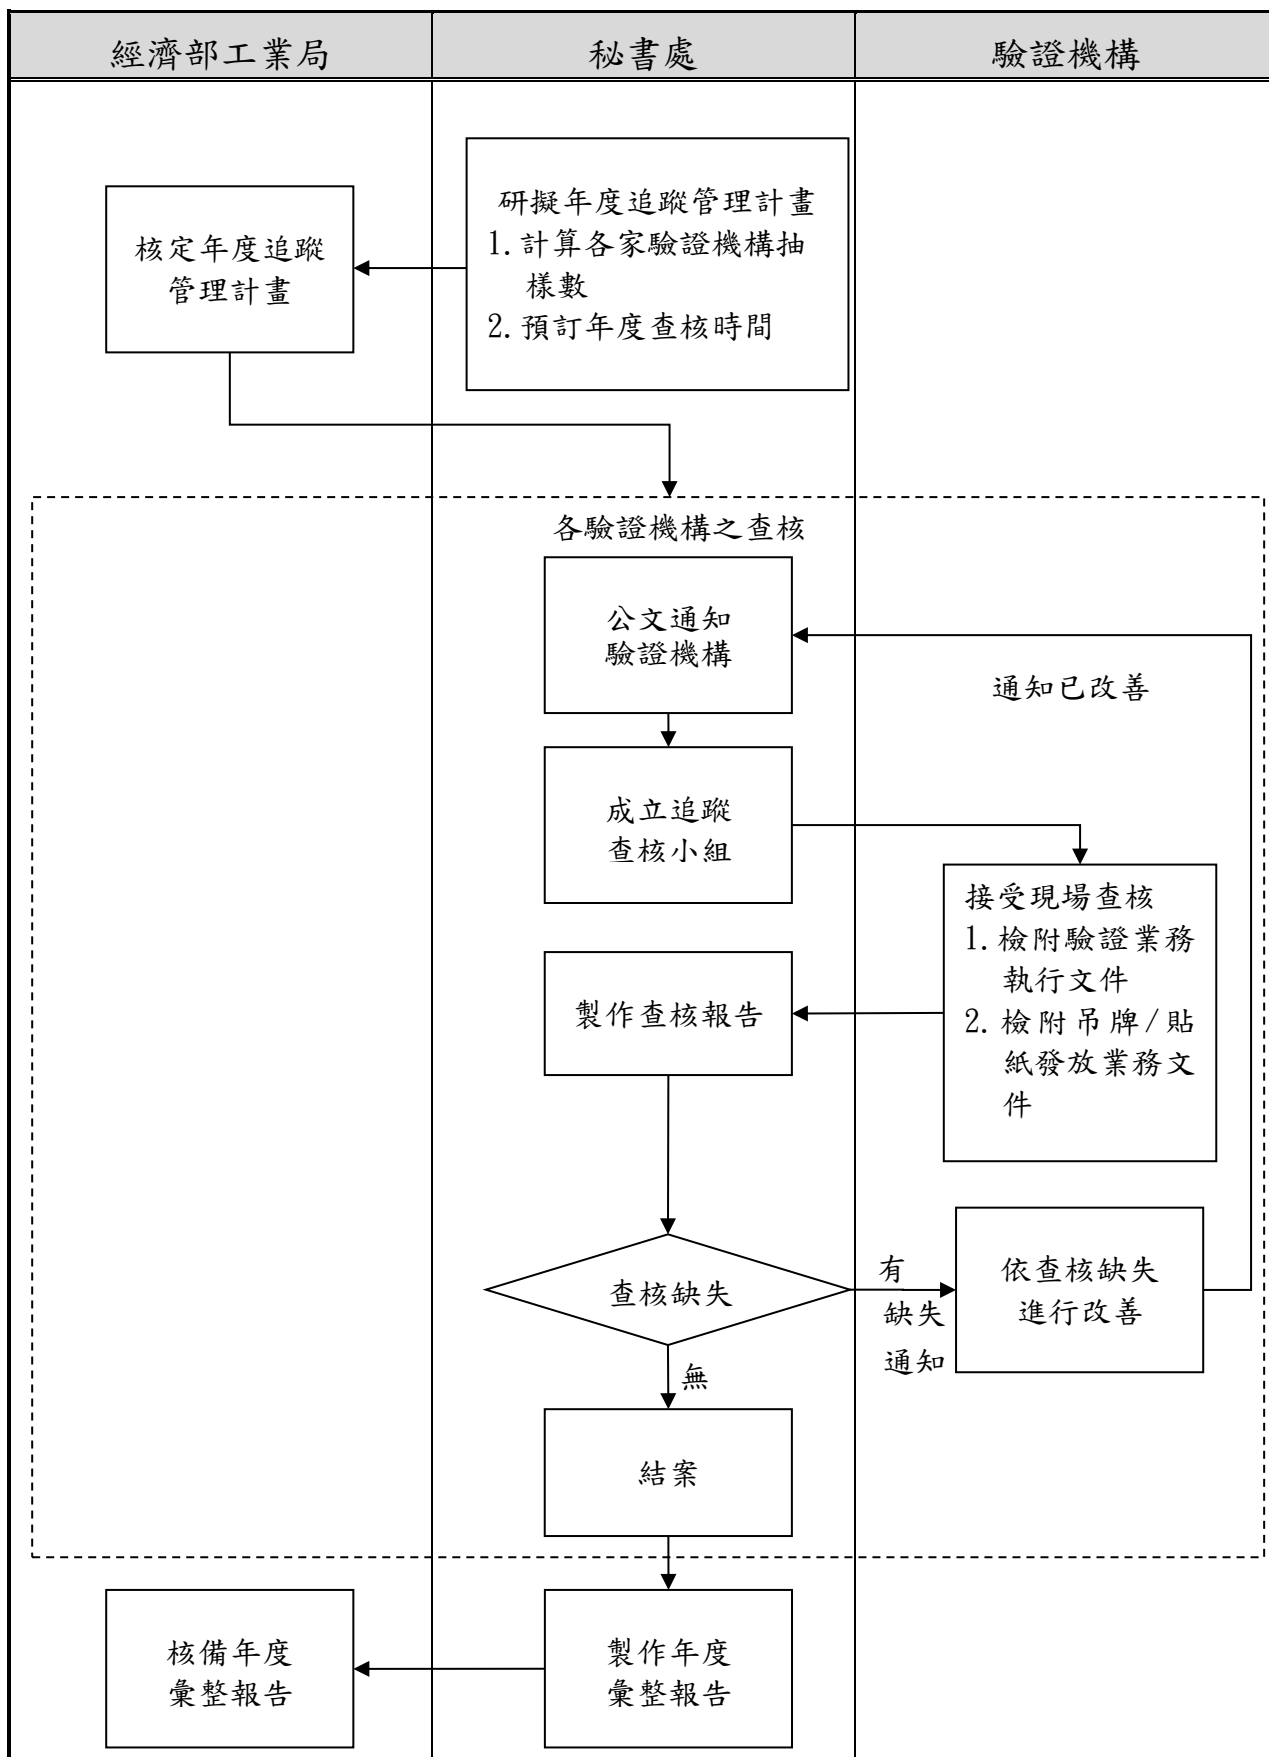 經濟部工業局
秘書處
驗證機構
研擬年度追蹤管理計畫
1.計算各家驗證機構抽
樣數
2.預訂年度查核時間
核定年度追蹤
管理計畫
各驗證機構之查核
公文通知
驗證機構
通知已改善
成立追蹤
查核小組
接受現場查核
1.檢附驗證業務
執行文件
2.檢附吊牌/貼
紙發放業務文
件
製作查核報告
查核缺失
有
缺失
通知
依查核缺失
進行改善
無
結案
製作年度
彙整報告
核備年度
彙整報告